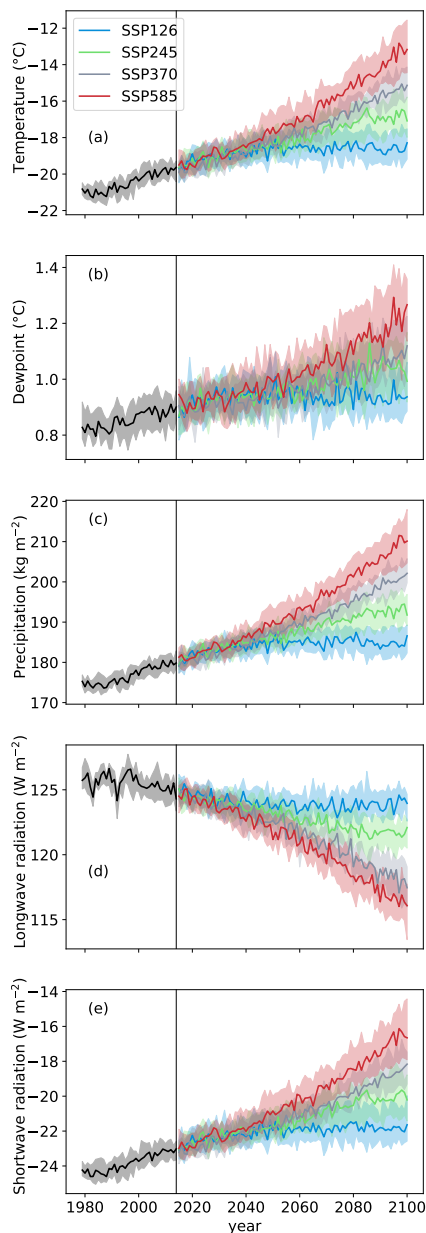 −12
−14
−16
−18
−20
−22
Temperature (°C)
SSP126
SSP245
SSP370
SSP585
(a)
1.4
1.2
1.0
0.8
Dewpoint (°C)
(b)
220
210
200
190
180
170
Precipitation (kg m⁻²)
(c)
125
120
115
Longwave radiation (W m⁻²)
(d)
−14
−16
−18
−20
−22
−24
Shortwave radiation (W m⁻²)
(e)
1980 2000 2020 2040 2060 2080 2100
year